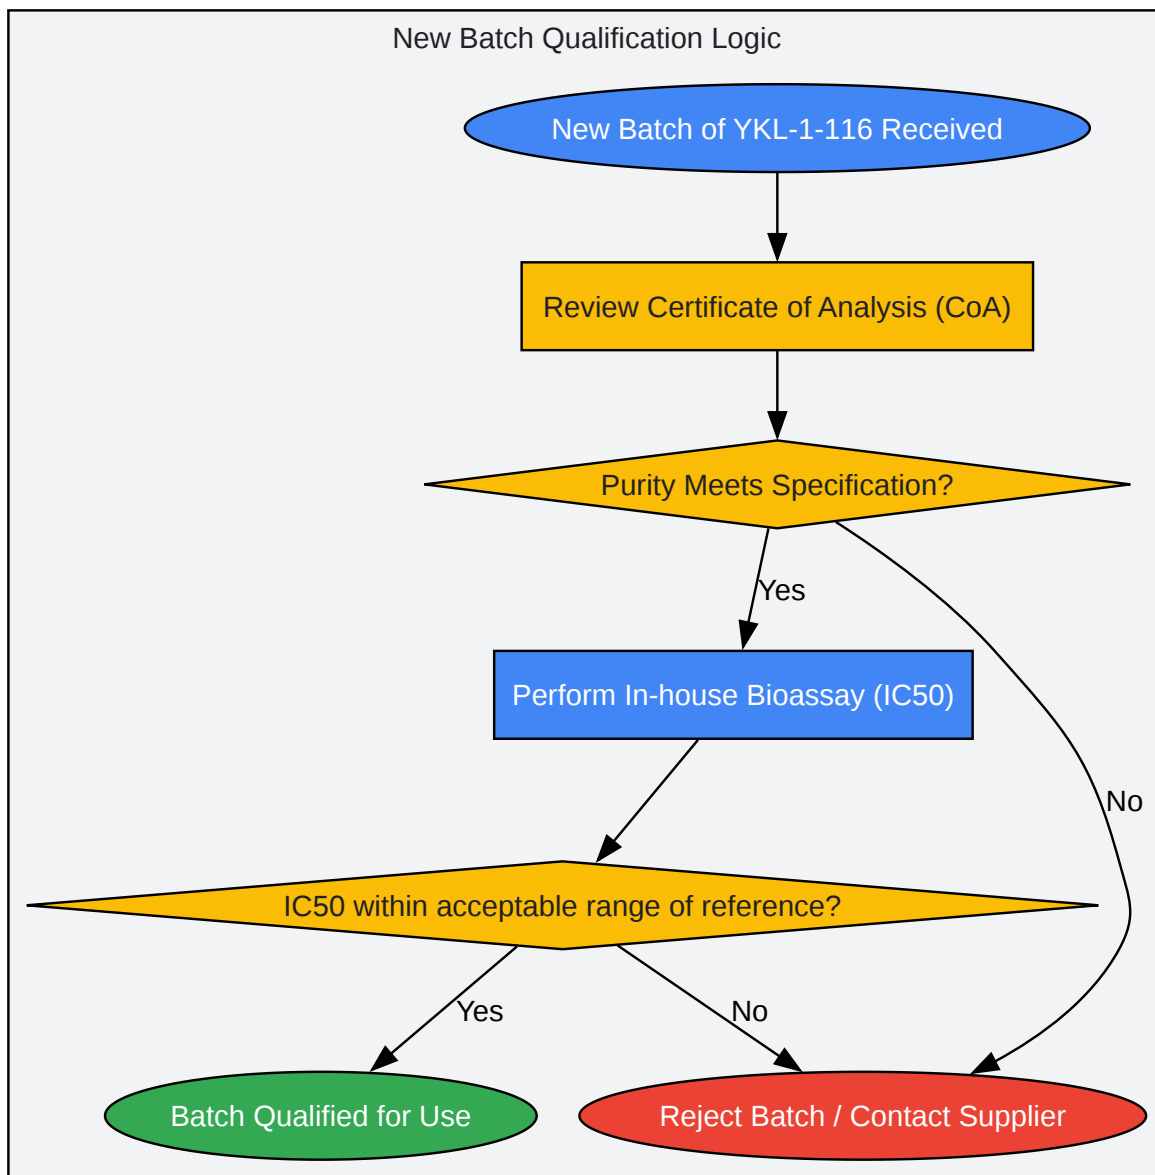 New Batch Qualification Logic
New Batch of YKL-1-116 Received
Review Certificate of Analysis (CoA)
Purity Meets Specification?
Yes
Perform In-house Bioassay (IC50)
No
IC50 within acceptable range of reference?
Yes
No
Batch Qualified for Use
Reject Batch / Contact Supplier